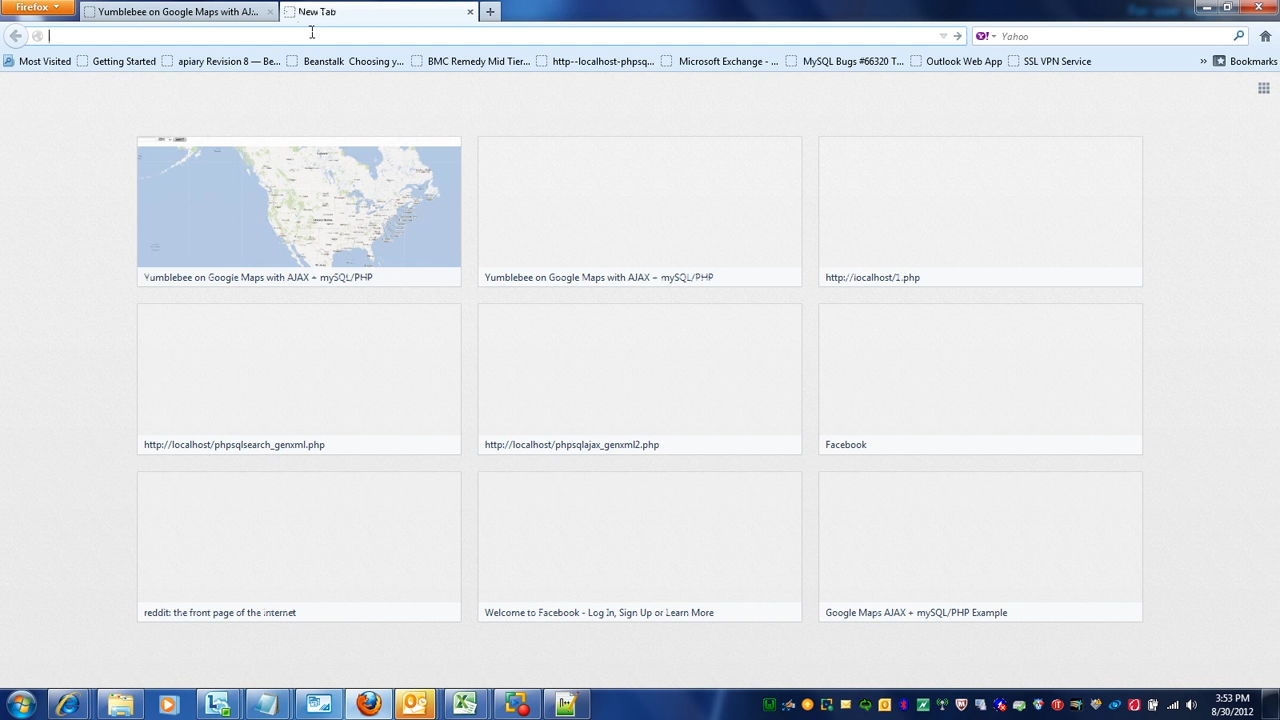 Firefox
Yumblebee on Google Maps with AJ...
New Tab
Yahoo
Most Visited
Getting Started
apiary Revision 8 — Be...
Beanstalk Choosing y...
BMC Remedy Mid Tier...
http--localhost-phpsq...
Microsoft Exchange - ...
MySQL Bugs #66320 T...
Outlook Web App
SSL VPN Service
»
Bookmarks
Yumblebee on Google Maps with AJAX + mySQL/PHP
Yumblebee on Google Maps with AJAX + mySQL/PHP
http://localhost/1.php
http://localhost/phpsqlsearch_genxml.php
http://localhost/phpsqlajax_genxml2.php
Facebook
reddit: the front page of the internet
Welcome to Facebook - Log In, Sign Up or Learn More
Google Maps AJAX + mySQL/PHP Example
3:53 PM
8/30/2012